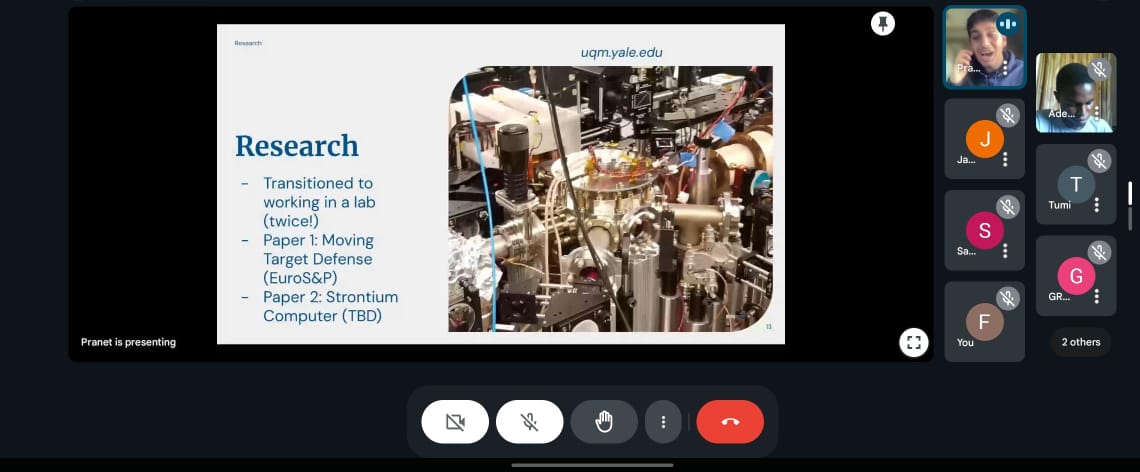 Research
uqm.yale.edu
Research
- Transitioned to
working in a lab
(twice!)
- Paper 1: Moving
Target Defense
(EuroS&P)
- Paper 2: Strontium
Computer (TBD)
13
Pranet is presenting
Pra...
Ade...
J
Ja...
T
Tumi
S
Sa...
G
GR...
F
You
2 others